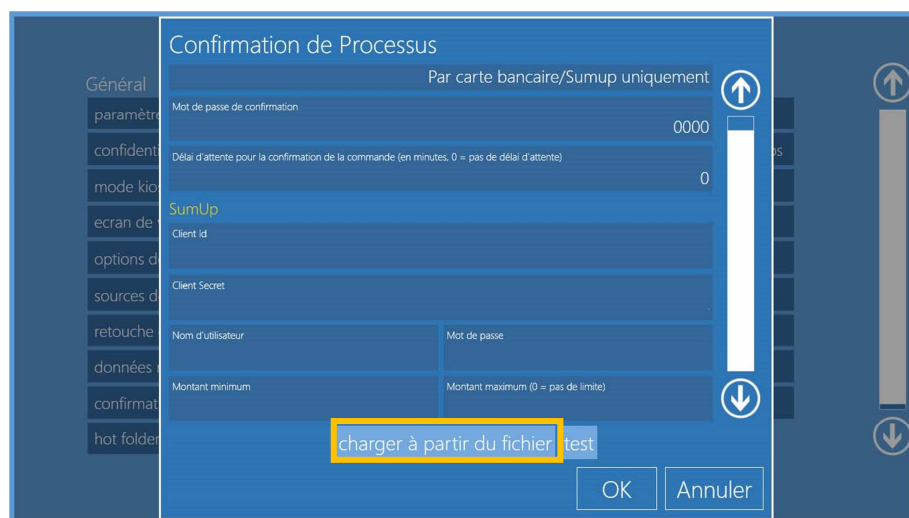 Confirmation de Processus
Par carte bancaire/Sumup uniquement
Général
paramètre
Mot de passe de confirmation
0000
confidenti
Délai d'attente pour la confirmation de la commande (en minutes, 0 = pas de délai d'attente)
0
mode kio
SumUp
ecran de
Client Id
options d
sources d
Client Secret
retouche
Nom d'utilisateur
Mot de passe
données
Montant minimum
Montant maximum (0 = pas de limite)
confirmat
hot folder
charger à partir du fichier
test
OK
Annuler